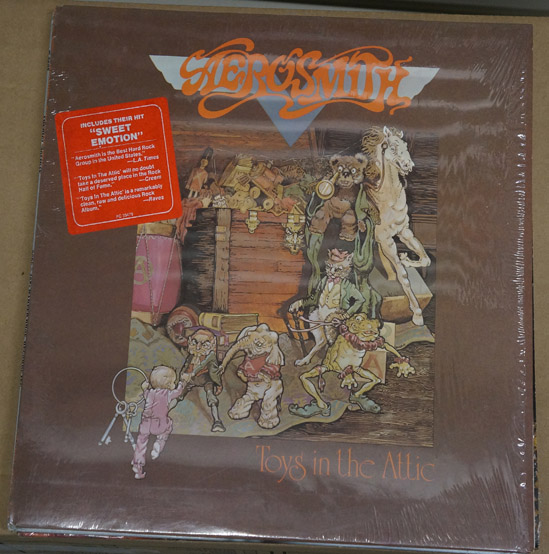 AEROSMITH
INCLUDES THEIR HIT
"SWEET
EMOTION"
"Aerosmith is the Best Hard Rock
Group in the United States."
—L.A. Times
"'Toys In The Attic' will no doubt
take a deserved place in the Rock
Hall of Fame."
—Creem
"'Toys In The Attic' is a remarkably
clean, raw and delicious Rock
Album."
—Raves
Toys in the Attic